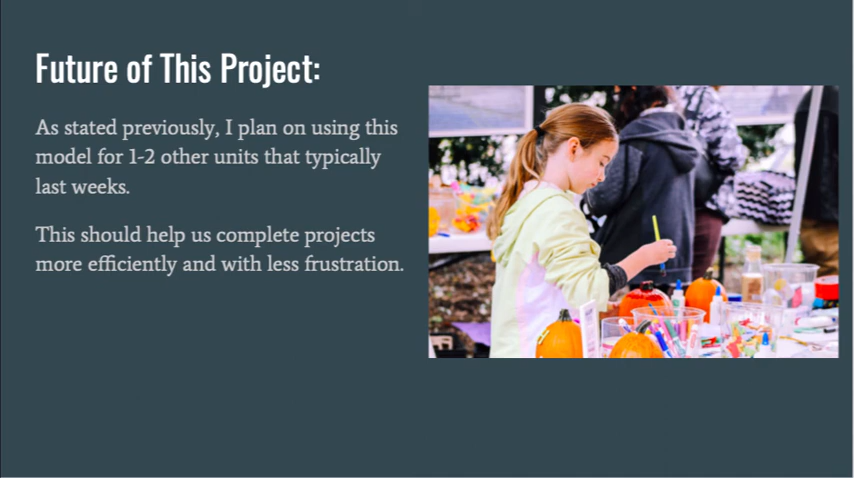 Future of This Project:
As stated previously, I plan on using this
model for 1-2 other units that typically
last weeks.
This should help us complete projects
more efficiently and with less frustration.